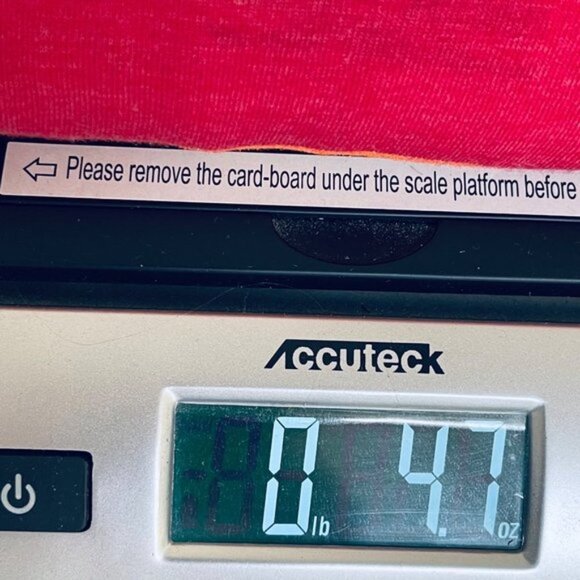 Please remove the card-board under the scale platform before
Accuteck
0 lb 4.7 oz